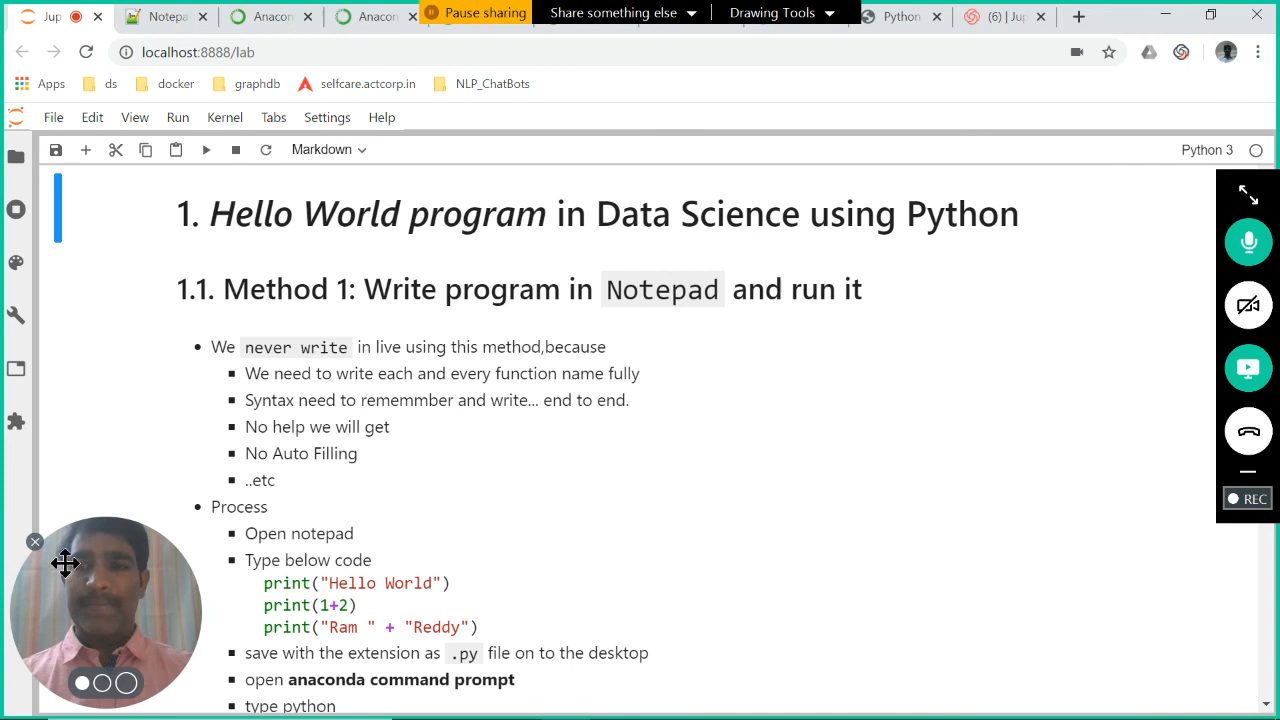 Jup
Notepa
Anacon
Anacon
Pause sharing
Share something else
Drawing Tools
Python
(6) | Jup
localhost:8888/lab
Apps
ds
docker
graphdb
selfcare.actcorp.in
NLP_ChatBots
File Edit View Run Kernel Tabs Settings Help
Markdown
Python 3
1. Hello World program in Data Science using Python
1.1. Method 1: Write program in Notepad and run it
We never write in live using this method,because
We need to write each and every function name fully
Syntax need to rememmber and write... end to end.
No help we will get
No Auto Filling
..etc
Process
Open notepad
Type below code
print("Hello World")
print(1+2)
print("Ram " + "Reddy")
save with the extension as .py file on to the desktop
open anaconda command prompt
type python
REC